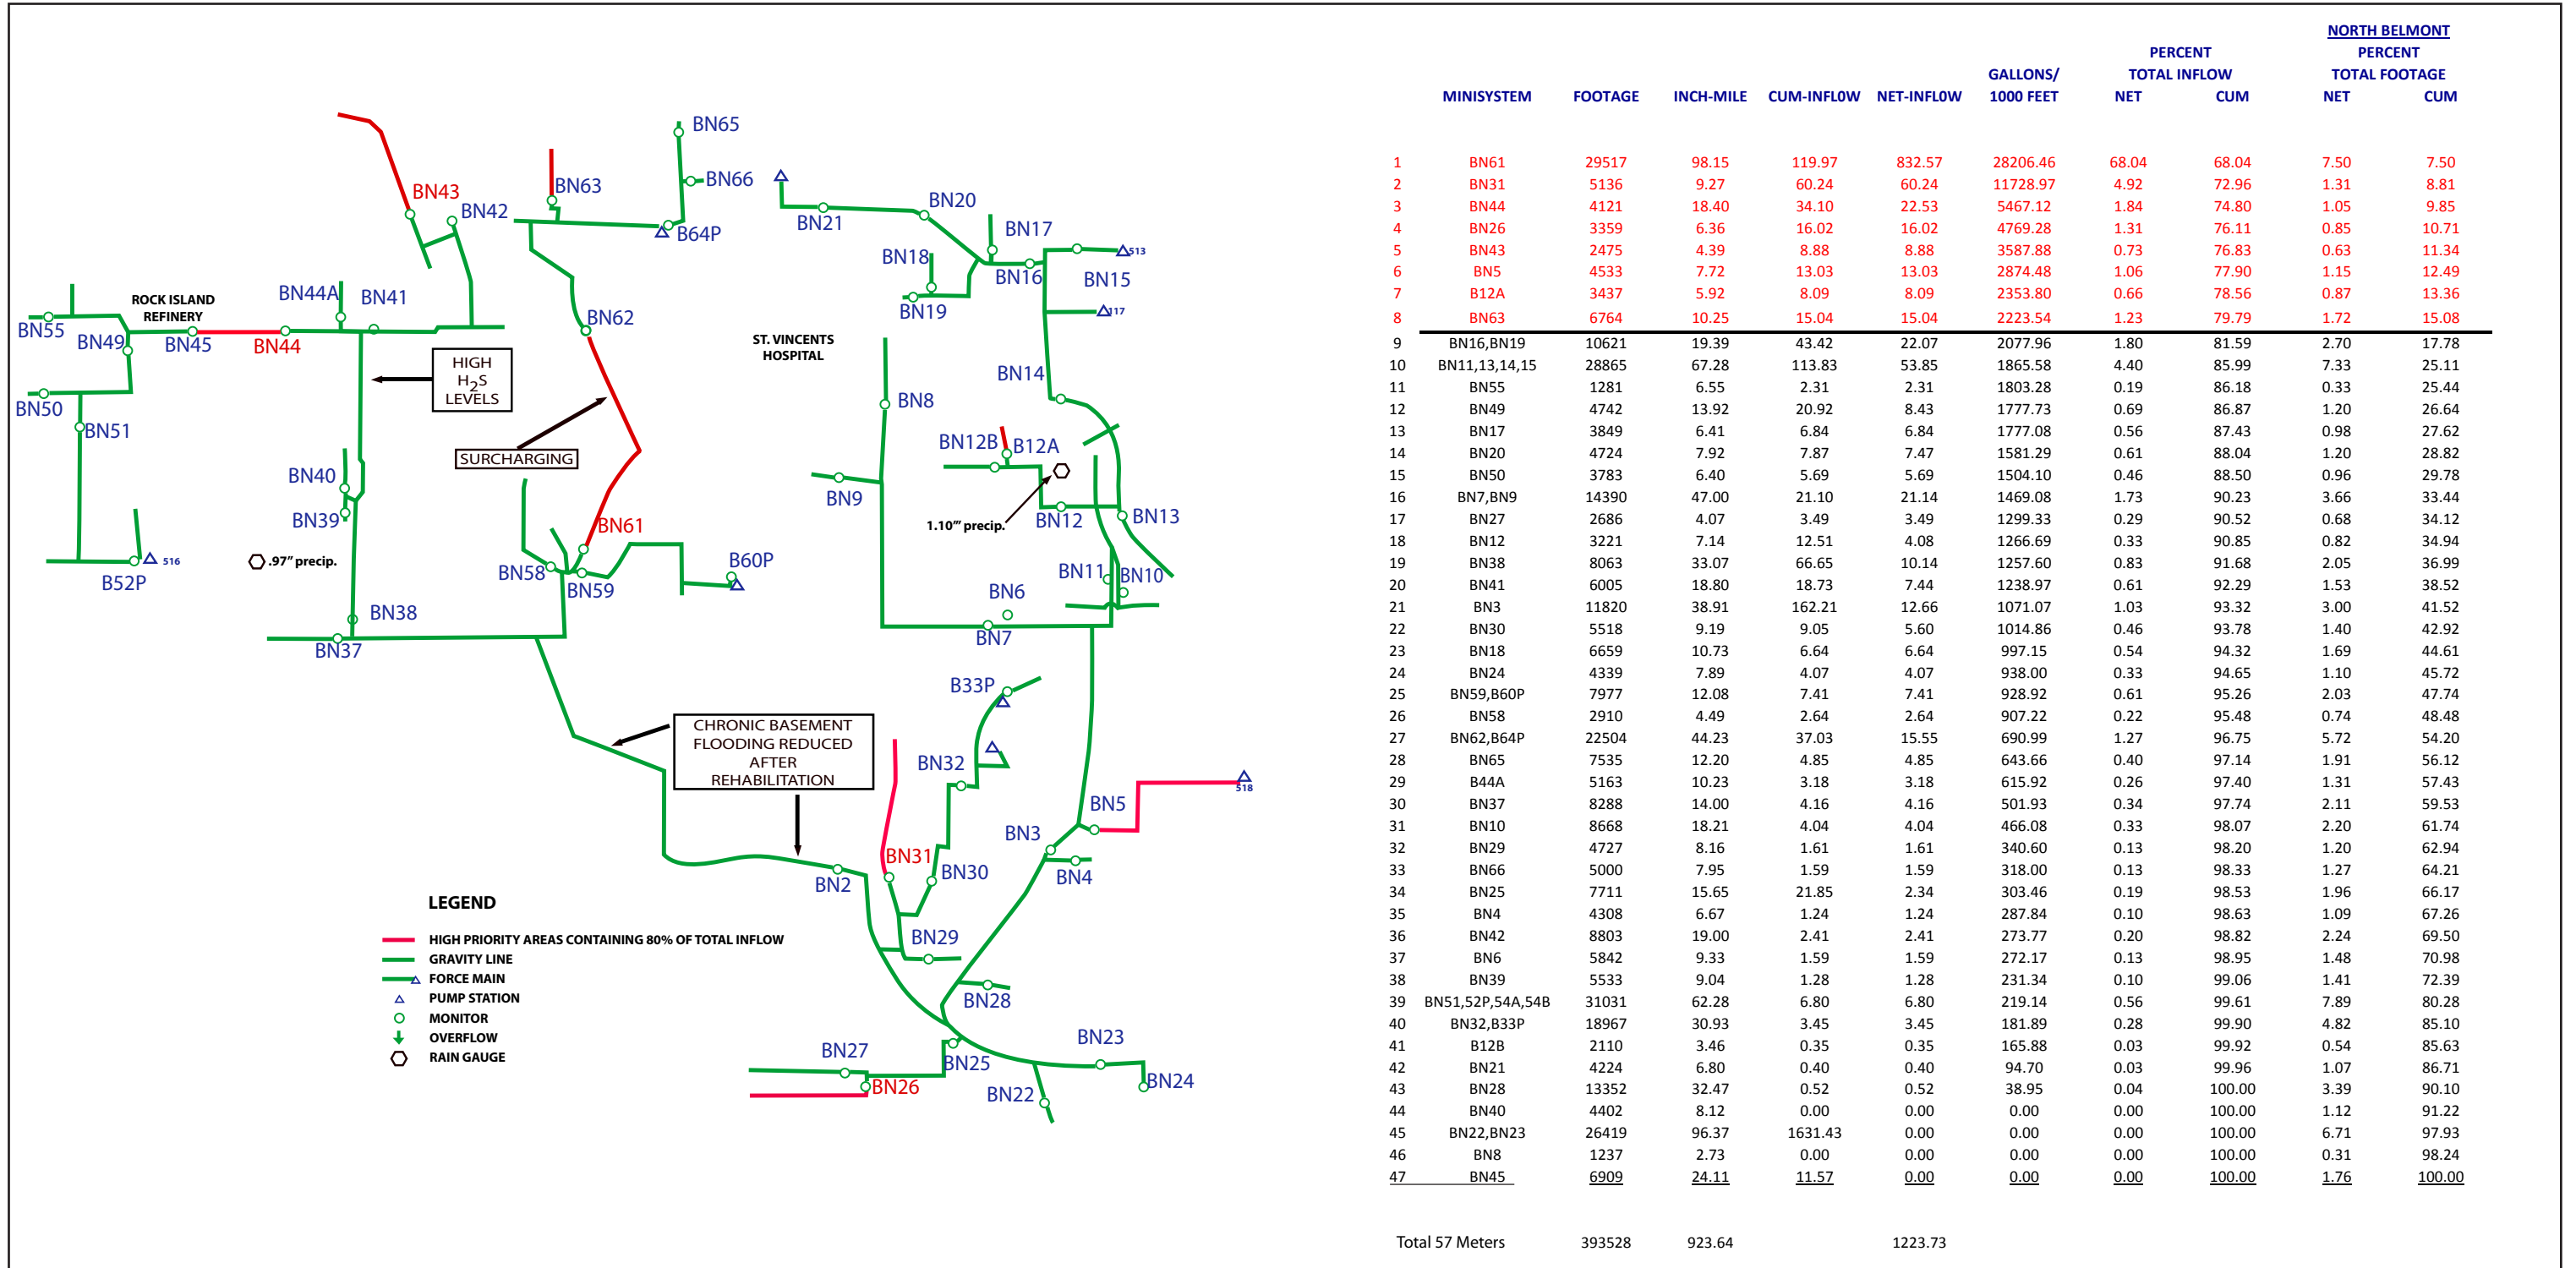 BN65
BN66
BN63
BN43
BN42
B64P
BN20
BN21
BN17
BN18
513
BN16
BN15
BN19
117
ROCK ISLAND
REFINERY
BN44A
BN41
BN55
BN49
BN45
BN44
BN62
ST. VINCENTS
HOSPITAL
HIGH
H2S
LEVELS
BN14
BN50
BN8
BN51
BN12B
B12A
SURCHARGING
BN40
BN9
BN39
BN61
1.10"' precip.
BN12
BN13
.97" precip.
516
B52P
BN58
BN59
B60P
BN11
BN10
BN6
BN38
BN37
BN7
B33P
CHRONIC BASEMENT
FLOODING REDUCED
AFTER
REHABILITATION
BN32
518
BN5
BN3
BN31
BN30
BN4
BN2
BN29
BN28
BN27
BN26
BN25
BN23
BN24
BN22
LEGEND
HIGH PRIORITY AREAS CONTAINING 80% OF TOTAL INFLOW
GRAVITY LINE
FORCE MAIN
PUMP STATION
MONITOR
OVERFLOW
RAIN GAUGE
NORTH BELMONT
PERCENT PERCENT
GALLONS/ TOTAL INFLOW TOTAL FOOTAGE
MINISYSTEM FOOTAGE INCH-MILE CUM-INFL0W NET-INFL0W 1000 FEET NET CUM NET CUM
1 BN61 29517 98.15 119.97 832.57 28206.46 68.04 68.04 7.50 7.50
2 BN31 5136 9.27 60.24 60.24 11728.97 4.92 72.96 1.31 8.81
3 BN44 4121 18.40 34.10 22.53 5467.12 1.84 74.80 1.05 9.85
4 BN26 3359 6.36 16.02 16.02 4769.28 1.31 76.11 0.85 10.71
5 BN43 2475 4.39 8.88 8.88 3587.88 0.73 76.83 0.63 11.34
6 BN5 4533 7.72 13.03 13.03 2874.48 1.06 77.90 1.15 12.49
7 B12A 3437 5.92 8.09 8.09 2353.80 0.66 78.56 0.87 13.36
8 BN63 6764 10.25 15.04 15.04 2223.54 1.23 79.79 1.72 15.08
9 BN16,BN19 10621 19.39 43.42 22.07 2077.96 1.80 81.59 2.70 17.78
10 BN11,13,14,15 28865 67.28 113.83 53.85 1865.58 4.40 85.99 7.33 25.11
11 BN55 1281 6.55 2.31 2.31 1803.28 0.19 86.18 0.33 25.44
12 BN49 4742 13.92 20.92 8.43 1777.73 0.69 86.87 1.20 26.64
13 BN17 3849 6.41 6.84 6.84 1777.08 0.56 87.43 0.98 27.62
14 BN20 4724 7.92 7.87 7.47 1581.29 0.61 88.04 1.20 28.82
15 BN50 3783 6.40 5.69 5.69 1504.10 0.46 88.50 0.96 29.78
16 BN7,BN9 14390 47.00 21.10 21.14 1469.08 1.73 90.23 3.66 33.44
17 BN27 2686 4.07 3.49 3.49 1299.33 0.29 90.52 0.68 34.12
18 BN12 3221 7.14 12.51 4.08 1266.69 0.33 90.85 0.82 34.94
19 BN38 8063 33.07 66.65 10.14 1257.60 0.83 91.68 2.05 36.99
20 BN41 6005 18.80 18.73 7.44 1238.97 0.61 92.29 1.53 38.52
21 BN3 11820 38.91 162.21 12.66 1071.07 1.03 93.32 3.00 41.52
22 BN30 5518 9.19 9.05 5.60 1014.86 0.46 93.78 1.40 42.92
23 BN18 6659 10.73 6.64 6.64 997.15 0.54 94.32 1.69 44.61
24 BN24 4339 7.89 4.07 4.07 938.00 0.33 94.65 1.10 45.72
25 BN59,B60P 7977 12.08 7.41 7.41 928.92 0.61 95.26 2.03 47.74
26 BN58 2910 4.49 2.64 2.64 907.22 0.22 95.48 0.74 48.48
27 BN62,B64P 22504 44.23 37.03 15.55 690.99 1.27 96.75 5.72 54.20
28 BN65 7535 12.20 4.85 4.85 643.66 0.40 97.14 1.91 56.12
29 B44A 5163 10.23 3.18 3.18 615.92 0.26 97.40 1.31 57.43
30 BN37 8288 14.00 4.16 4.16 501.93 0.34 97.74 2.11 59.53
31 BN10 8668 18.21 4.04 4.04 466.08 0.33 98.07 2.20 61.74
32 BN29 4727 8.16 1.61 1.61 340.60 0.13 98.20 1.20 62.94
33 BN66 5000 7.95 1.59 1.59 318.00 0.13 98.33 1.27 64.21
34 BN25 7711 15.65 21.85 2.34 303.46 0.19 98.53 1.96 66.17
35 BN4 4308 6.67 1.24 1.24 287.84 0.10 98.63 1.09 67.26
36 BN42 8803 19.00 2.41 2.41 273.77 0.20 98.82 2.24 69.50
37 BN6 5842 9.33 1.59 1.59 272.17 0.13 98.95 1.48 70.98
38 BN39 5533 9.04 1.28 1.28 231.34 0.10 99.06 1.41 72.39
39 BN51,52P,54A,54B 31031 62.28 6.80 6.80 219.14 0.56 99.61 7.89 80.28
40 BN32,B33P 18967 30.93 3.45 3.45 181.89 0.28 99.90 4.82 85.10
41 B12B 2110 3.46 0.35 0.35 165.88 0.03 99.92 0.54 85.63
42 BN21 4224 6.80 0.40 0.40 94.70 0.03 99.96 1.07 86.71
43 BN28 13352 32.47 0.52 0.52 38.95 0.04 100.00 3.39 90.10
44 BN40 4402 8.12 0.00 0.00 0.00 0.00 100.00 1.12 91.22
45 BN22,BN23 26419 96.37 1631.43 0.00 0.00 0.00 100.00 6.71 97.93
46 BN8 1237 2.73 0.00 0.00 0.00 0.00 100.00 0.31 98.24
47 BN45 6909 24.11 11.57 0.00 0.00 0.00 100.00 1.76 100.00
Total 57 Meters 393528 923.64 1223.73